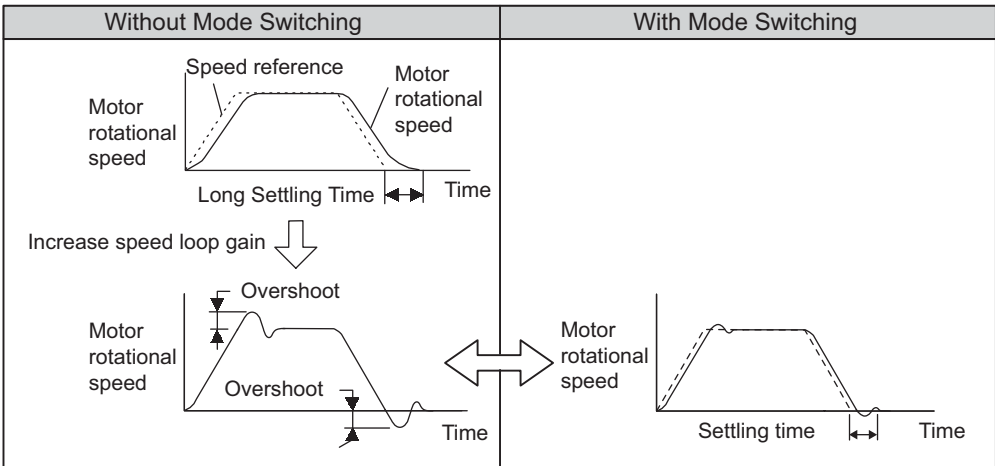 Without Mode Switching
With Mode Switching
Speed reference
Motor
rotational
speed
Motor
rotational
speed
Long Settling Time
Time
Increase speed loop gain
Overshoot
Motor
rotational
speed
Overshoot
Time
Motor
rotational
speed
Settling time
Time